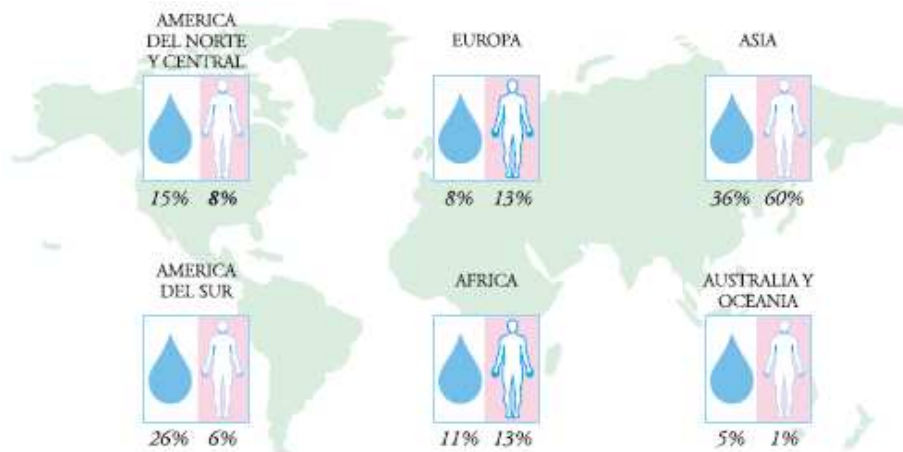 AMERICA
DEL NORTE
Y CENTRAL
15% 8%
EUROPA
8% 13%
ASIA
36% 60%
AMERICA
DEL SUR
26% 6%
AFRICA
11% 13%
AUSTRALIA Y
OCEANIA
5% 1%